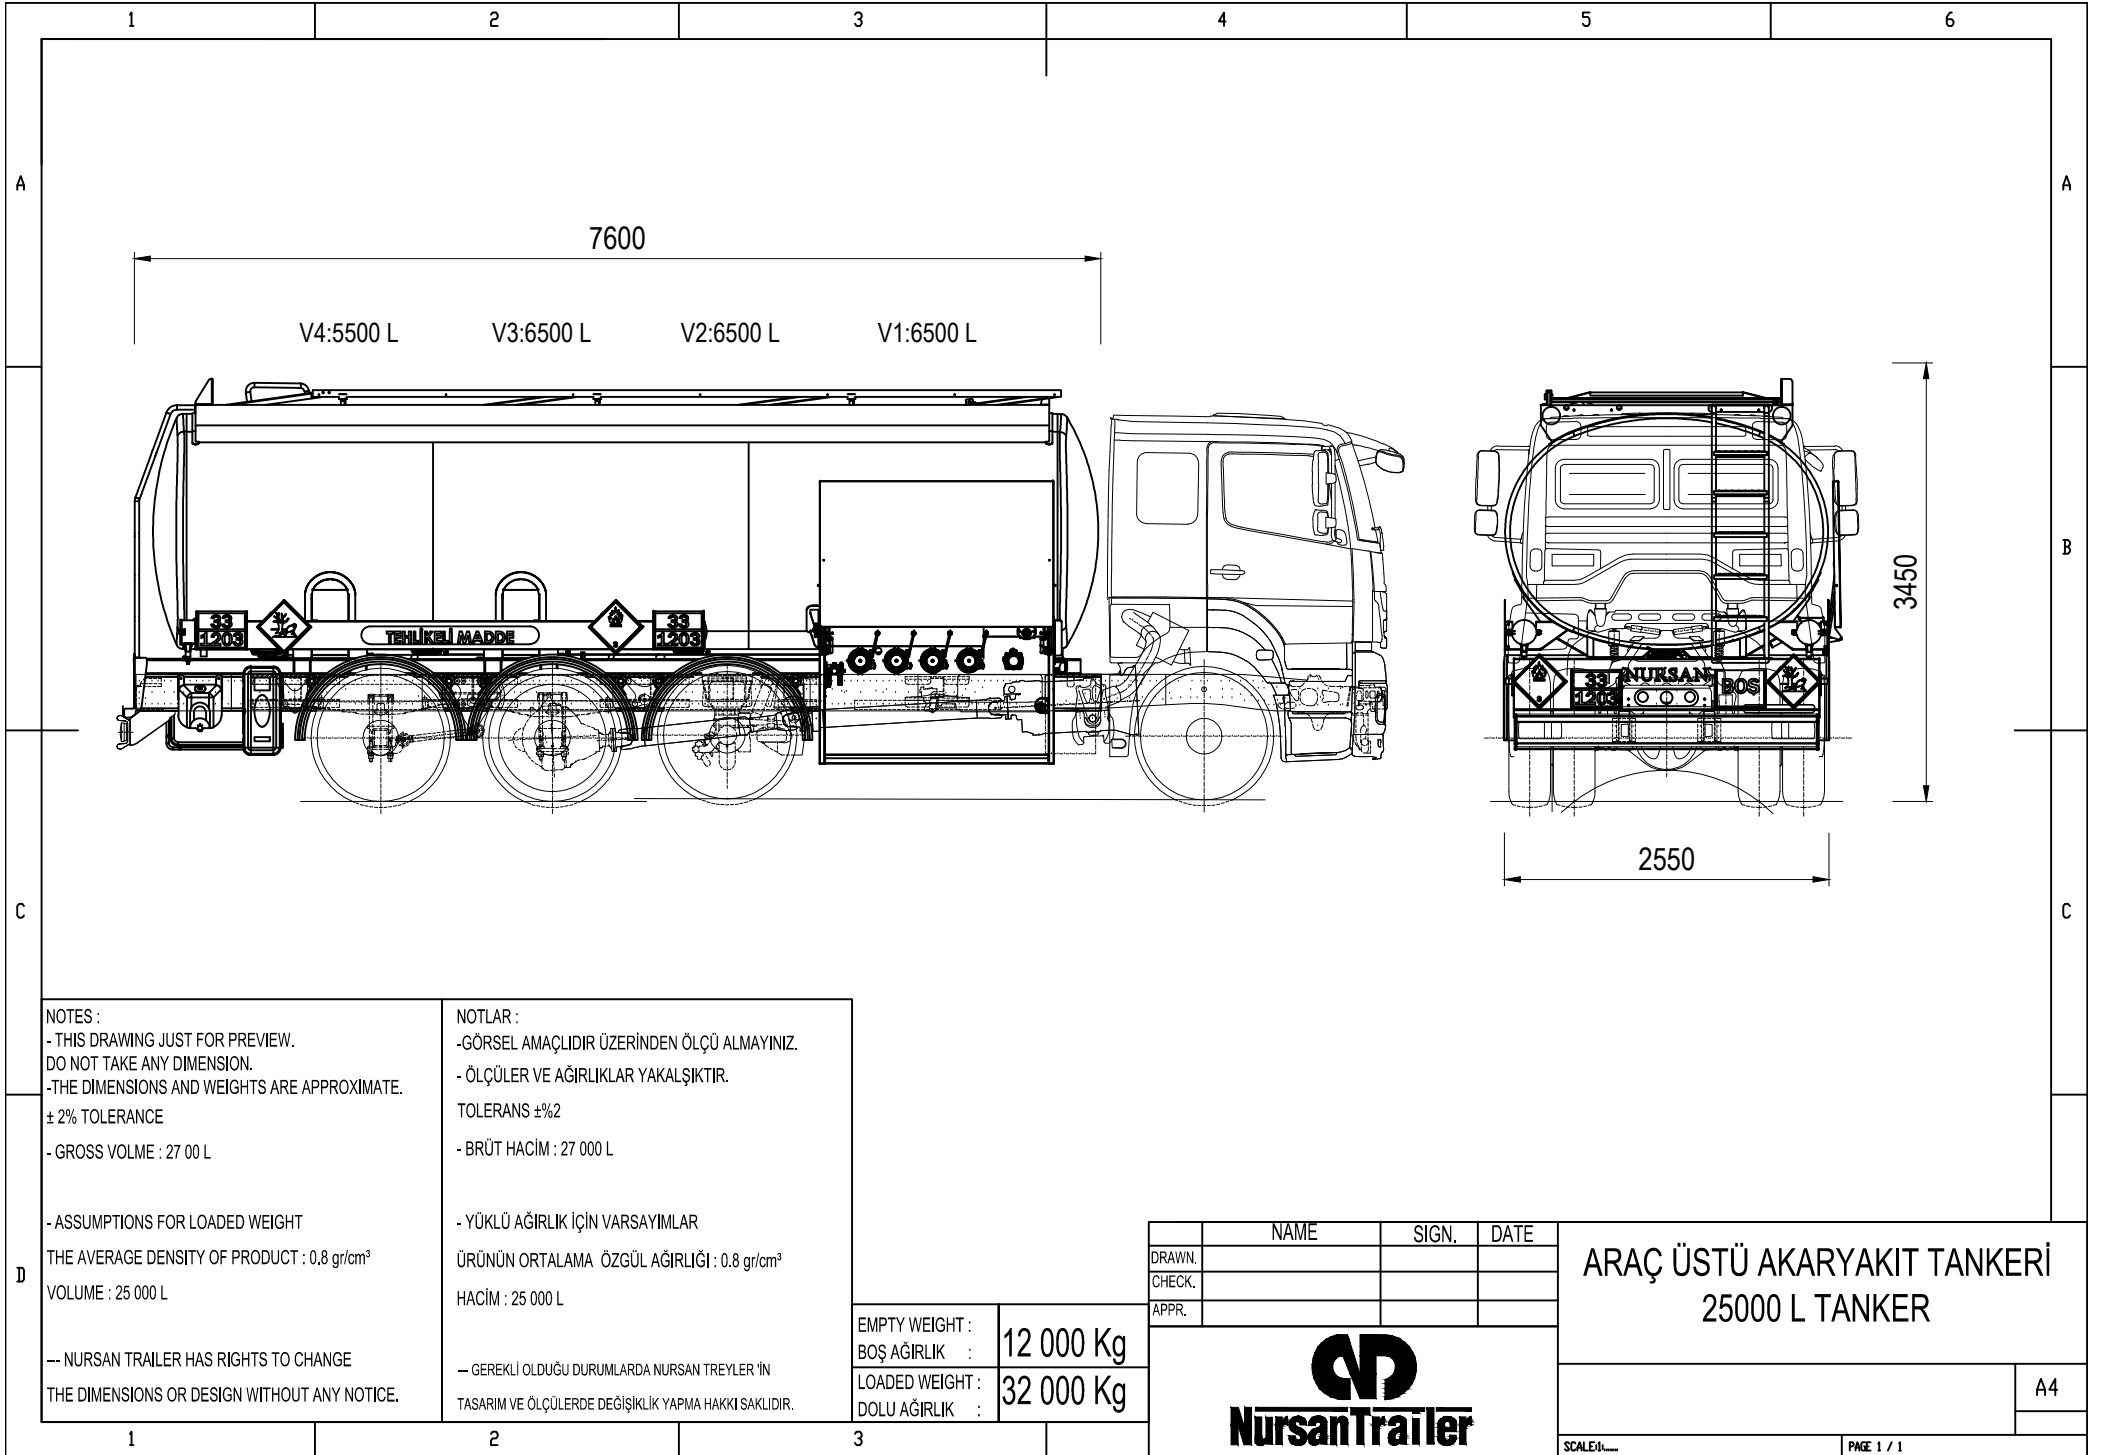 1 2 3 4 5 6
A A
7600
V4:5500 L V3:6500 L V2:6500 L V1:6500 L
B
3450
33
1203
TEHLİKELİ MADDE
33
1203
NURSAN
33
1203
BOŞ
2550
C C
NOTES :
- THIS DRAWING JUST FOR PREVIEW.
DO NOT TAKE ANY DIMENSION.
-THE DIMENSIONS AND WEIGHTS ARE APPROXIMATE.
± 2% TOLERANCE
- GROSS VOLME : 27 00 L
- ASSUMPTIONS FOR LOADED WEIGHT
THE AVERAGE DENSITY OF PRODUCT : 0.8 gr/cm³
VOLUME : 25 000 L
--- NURSAN TRAILER HAS RIGHTS TO CHANGE
THE DIMENSIONS OR DESIGN WITHOUT ANY NOTICE.
NOTLAR :
-GÖRSEL AMAÇLIDIR ÜZERİNDEN ÖLÇÜ ALMAYINIZ.
- ÖLÇÜLER VE AĞIRLIKLAR YAKALŞIKTIR.
TOLERANS ±%2
- BRÜT HACİM : 27 000 L
- YÜKLÜ AĞIRLIK İÇİN VARSAYIMLAR
ÜRÜNÜN ORTALAMA ÖZGÜL AĞIRLIĞI : 0.8 gr/cm³
HACİM : 25 000 L
--- GEREKLİ OLDUĞU DURUMLARDA NURSAN TREYLER 'İN
TASARIM VE ÖLÇÜLERDE DEĞİŞİKLİK YAPMA HAKKI SAKLIDIR.
EMPTY WEIGHT :
BOŞ AĞIRLIK :
12 000 Kg
LOADED WEIGHT :
DOLU AĞIRLIK :
32 000 Kg
NAME SIGN. DATE
DRAWN.
CHECK.
APPR.
NursanTrailer
ARAÇ ÜSTÜ AKARYAKIT TANKERİ
25000 L TANKER
A4
SCALE:1:......
PAGE 1 / 1
D
1 2 3